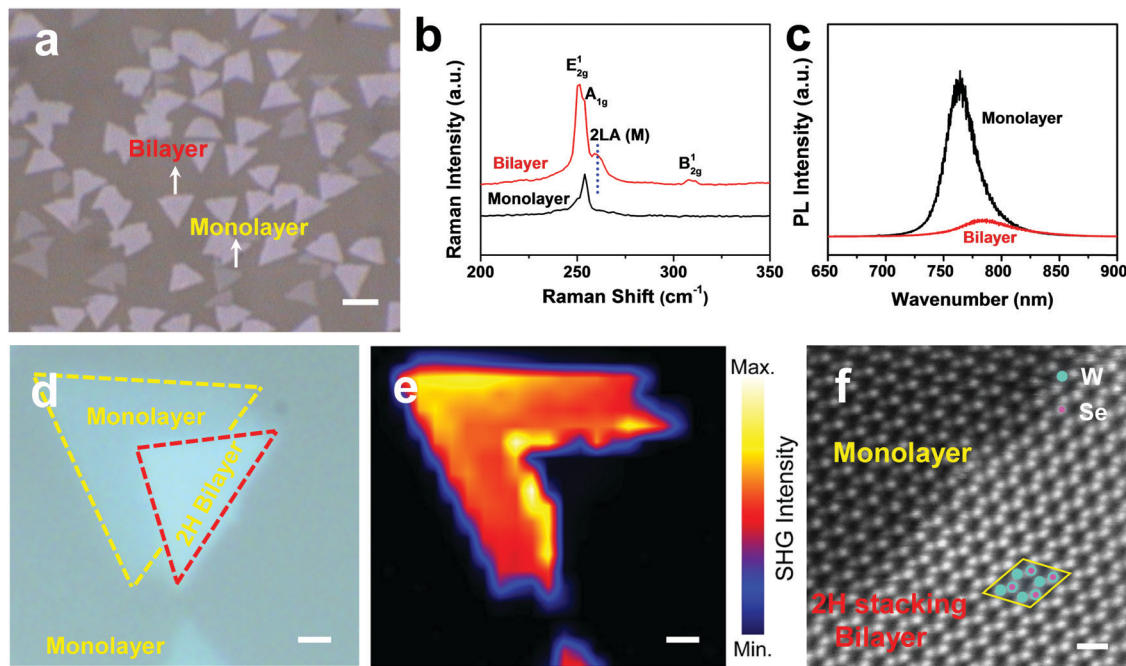 a
Bilayer
Monolayer
b
Raman Intensity (a.u.)
E¹2g
A1g
2LA (M)
B¹2g
Bilayer
Monolayer
200 250 300 350
Raman Shift (cm⁻¹)
c
PL Intensity (a.u.)
Monolayer
Bilayer
650 700 750 800 850 900
Wavenumber (nm)
d
Monolayer
2H Bilayer
Monolayer
e
Max.
SHG Intensity
Min.
f
W
Se
Monolayer
2H stacking
Bilayer